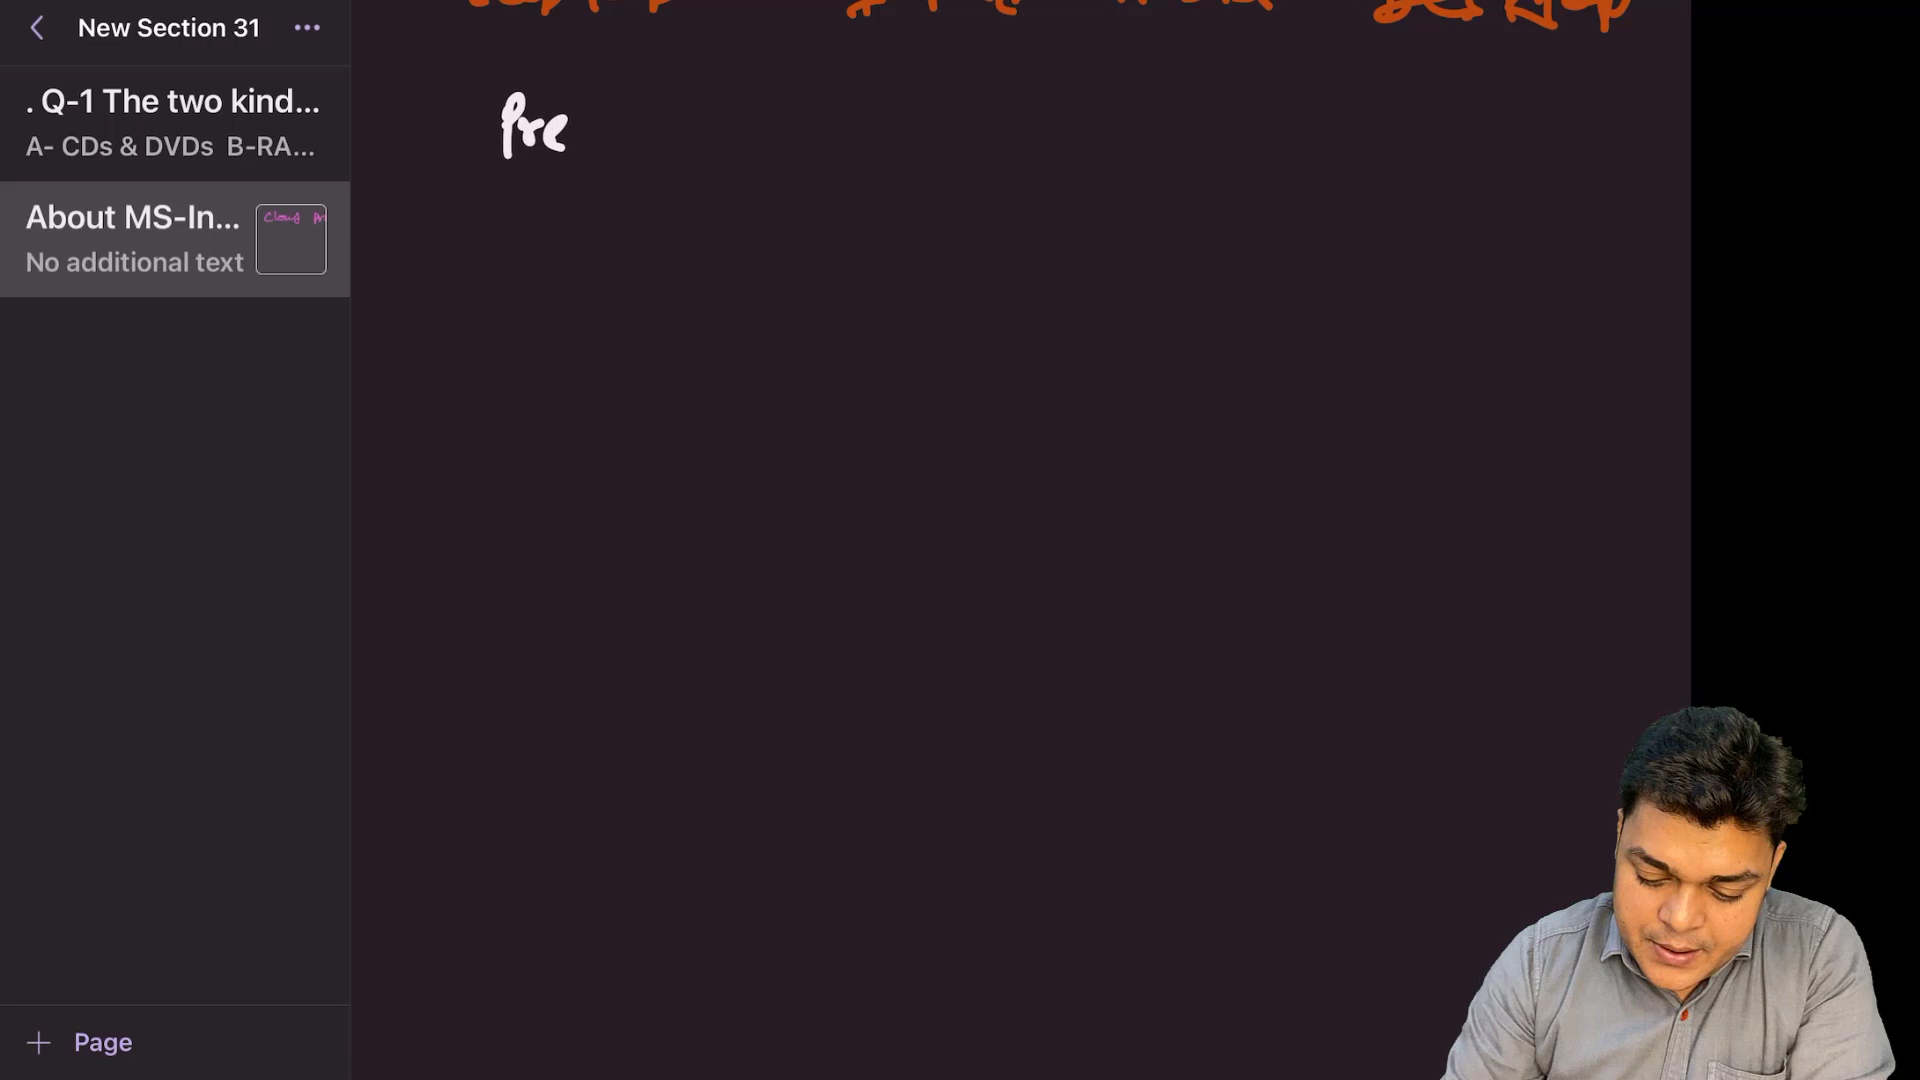 New Section 31
. Q-1 The two kind...
A- CDs & DVDs B-RA...
About MS-In...
No additional text
Page
Pre